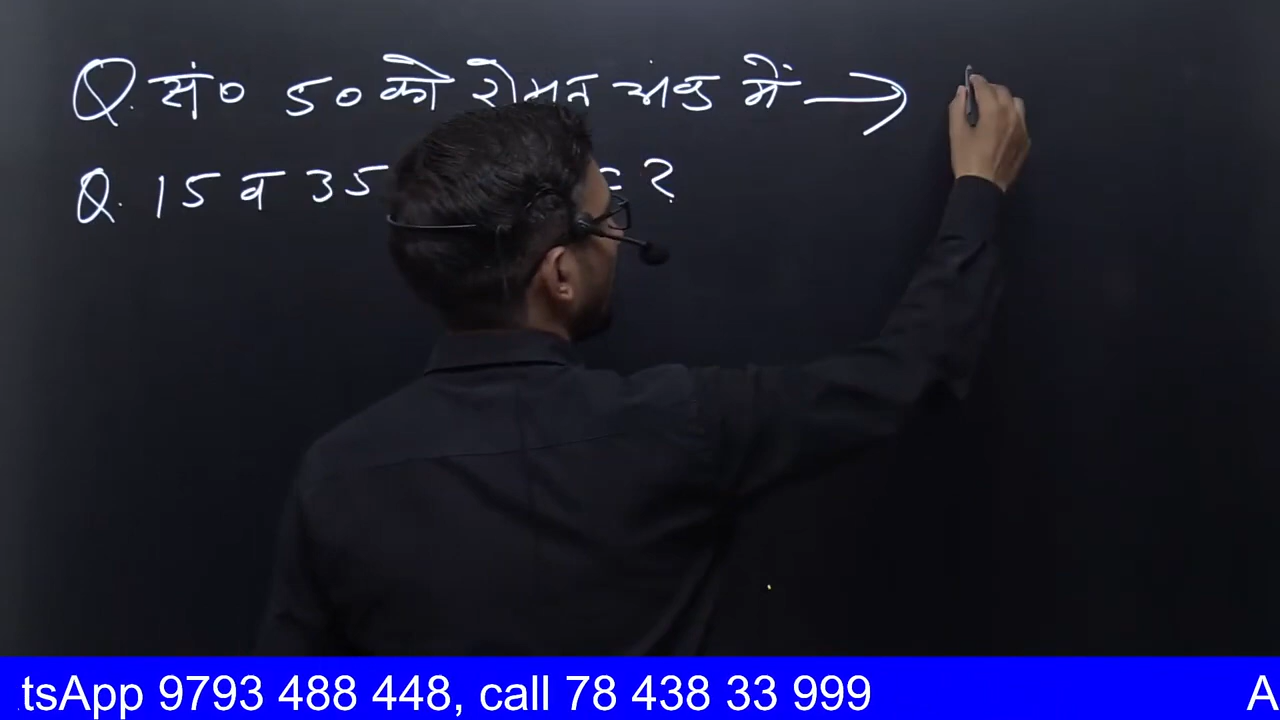 Q. सं० 50 को रोमन अंक में →
Q. 15 व 35 = ?
tsApp 9793 488 448, call 78 438 33 999 A